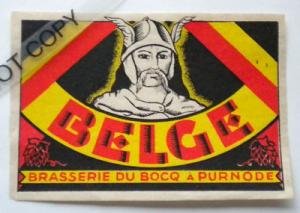 OT COPY
BELGE
BRASSERIE DU BOCQ A PURNODE